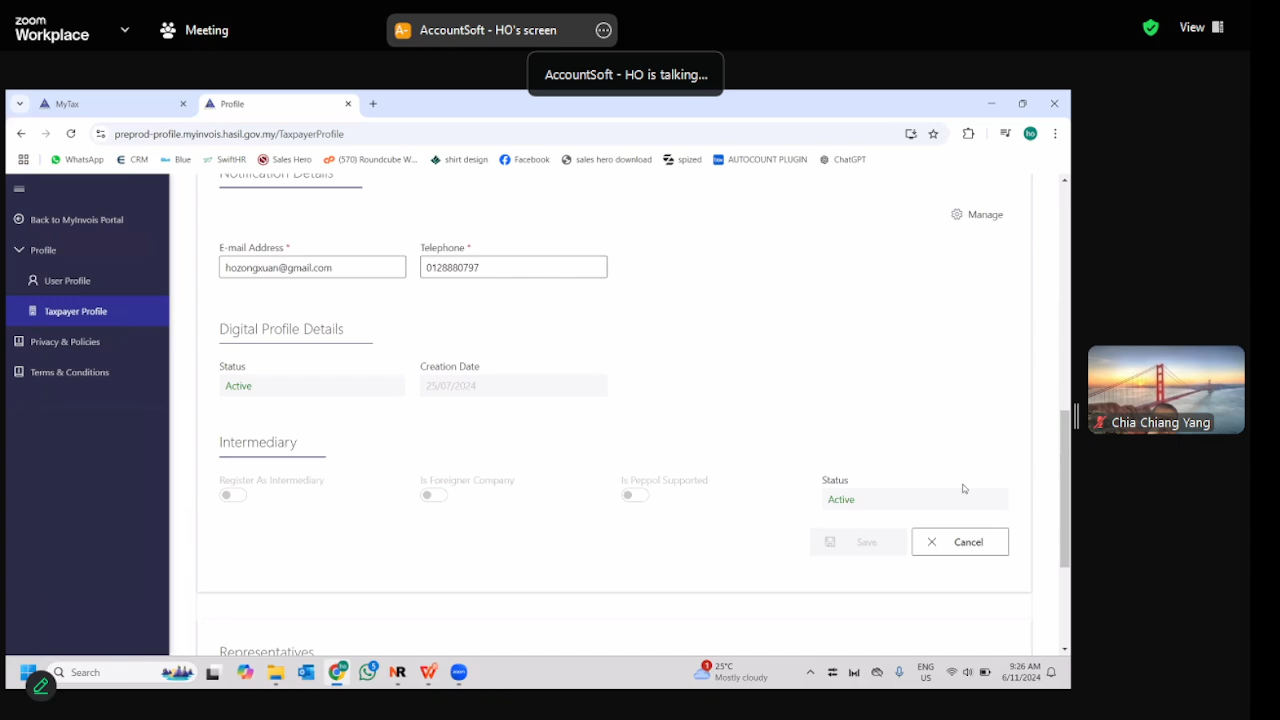 zoom
Workplace
Meeting
A-
AccountSoft - HO's screen
View
AccountSoft - HO is talking...
MyTax
Profile
preprod-profile.myinvois.hasil.gov.my/TaxpayerProfile
ho
WhatsApp
CRM
Blue
SwiftHR
Sales Hero
(570) Roundcube W...
shirt design
Facebook
sales hero download
spized
AUTOCOUNT PLUGIN
ChatGPT
Notification Details
Back to MyInvois Portal
Manage
Profile
E-mail Address *
Telephone *
hozongxuan@gmail.com
0128880797
User Profile
Taxpayer Profile
Digital Profile Details
Privacy & Policies
Status
Creation Date
Terms & Conditions
Active
25/07/2024
Chia Chiang Yang
Intermediary
Register As Intermediary
Is Foreigner Company
Is Peppol Supported
Status
Active
Save
Cancel
Representatives
Search
25°C
Mostly cloudy
ENG
US
9:26 AM
6/11/2024